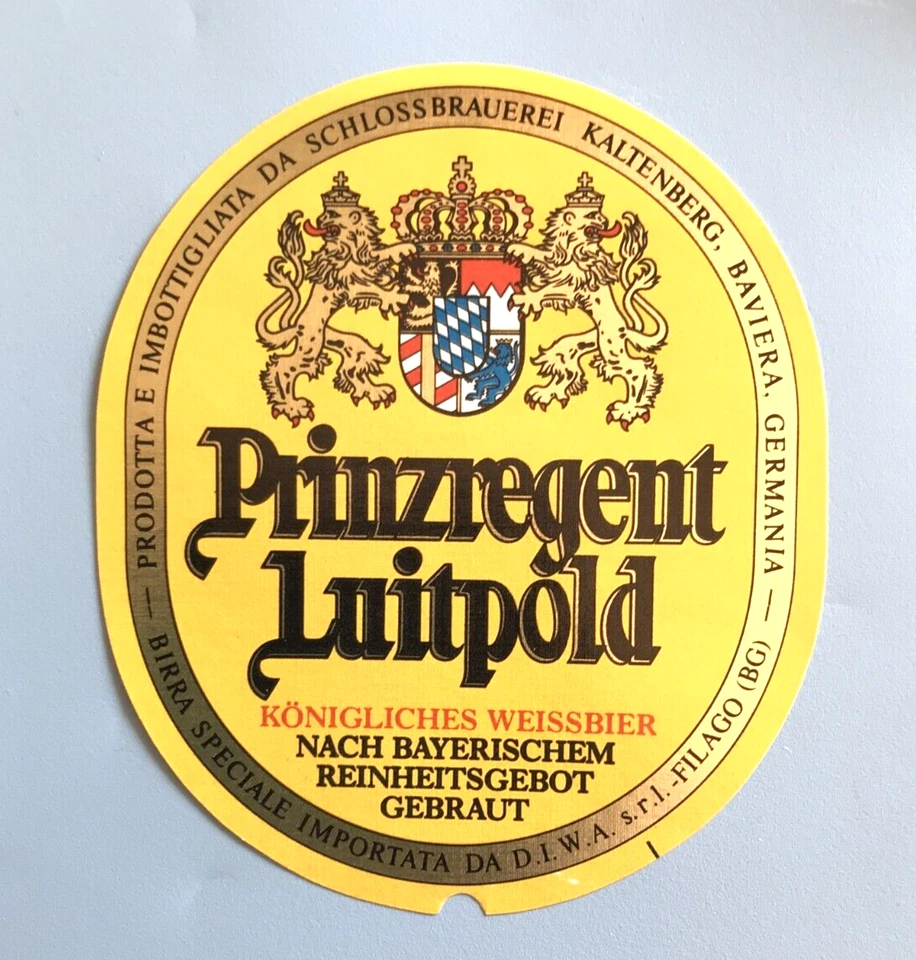 PRODOTTA E IMBOTTIGLIATA DA SCHLOSSBRAUEREI KALTENBERG, BAVIERA, GERMANIA —
Prinzregent
Luitpold
KÖNIGLICHES WEISSBIER
NACH BAYERISCHEM
REINHEITSGEBOT
GEBRAUT
— BIRRA SPECIALE IMPORTATA DA D.I.W.A. s.r.l.-FILAGO (BG)